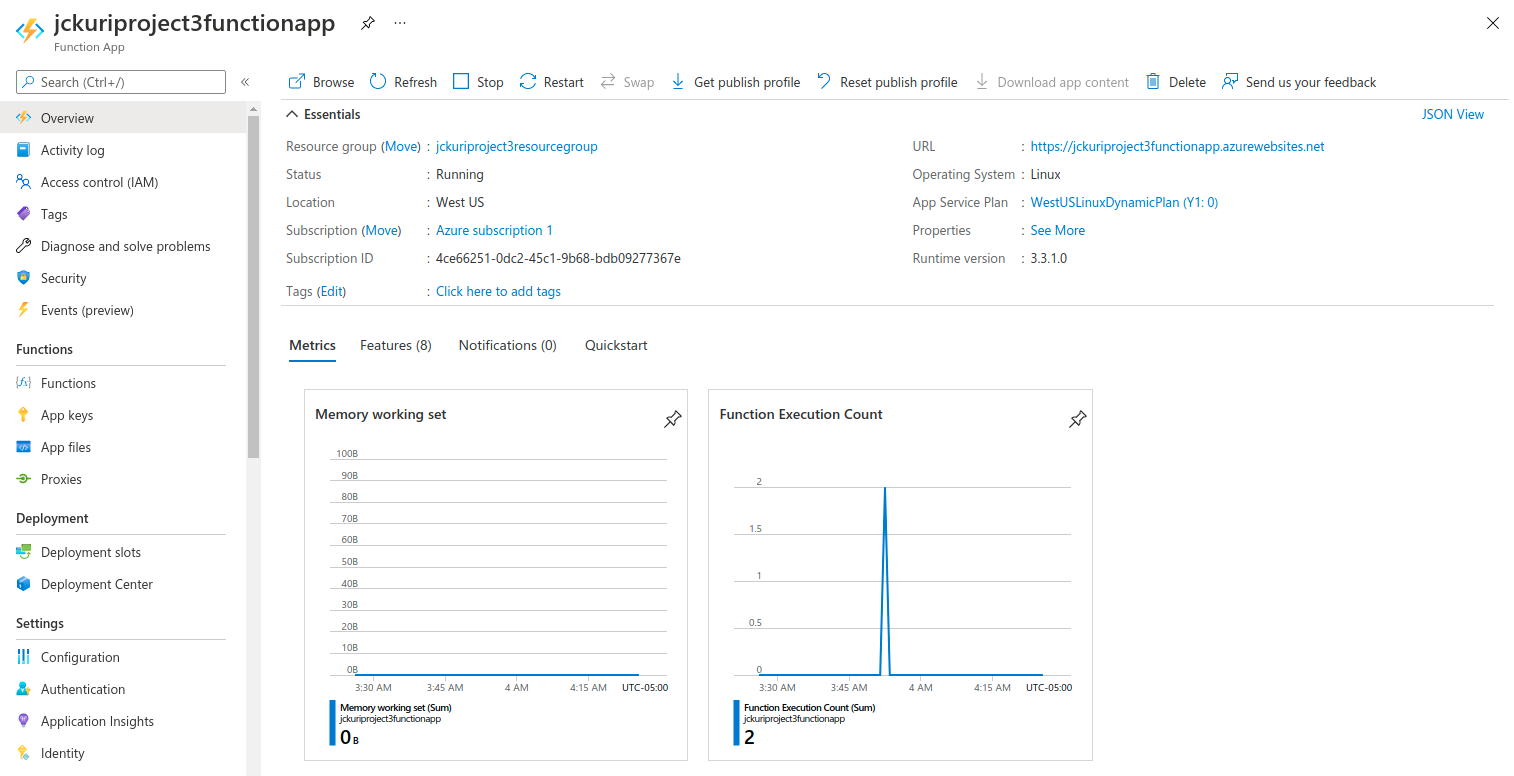 jckuriproject3functionapp
Function App
Search (Ctrl+/)
«
Overview
Activity log
Access control (IAM)
Tags
Diagnose and solve problems
Security
Events (preview)
Functions
Functions
App keys
App files
Proxies
Deployment
Deployment slots
Deployment Center
Settings
Configuration
Authentication
Application Insights
Identity
Browse Refresh Stop Restart Swap Get publish profile Reset publish profile Download app content Delete Send us your feedback
Essentials JSON View
Resource group (Move) : jckuriproject3resourcegroup
Status : Running
Location : West US
Subscription (Move) : Azure subscription 1
Subscription ID : 4ce66251-0dc2-45c1-9b68-bdb09277367e
Tags (Edit) : Click here to add tags
URL : https://jckuriproject3functionapp.azurewebsites.net
Operating System : Linux
App Service Plan : WestUSLinuxDynamicPlan (Y1: 0)
Properties : See More
Runtime version : 3.3.1.0
Metrics Features (8) Notifications (0) Quickstart
Memory working set
100B
90B
80B
70B
60B
50B
40B
30B
20B
10B
0B
3:30 AM 3:45 AM 4 AM 4:15 AM UTC-05:00
Memory working set (Sum)
jckuriproject3functionapp
0 B
Function Execution Count
2
1.5
1
0.5
0
3:30 AM 3:45 AM 4 AM 4:15 AM UTC-05:00
Function Execution Count (Sum)
jckuriproject3functionapp
2